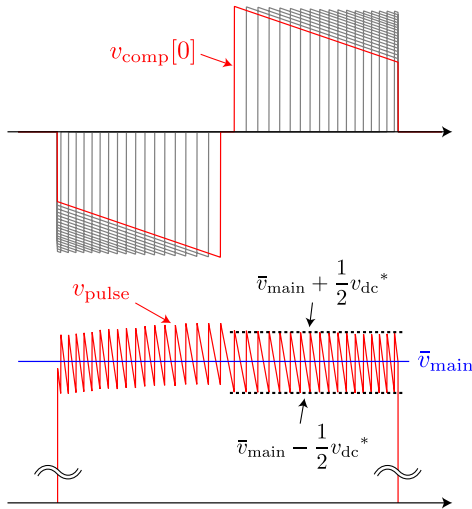 v_comp[0]
v_pulse
v̄_main + 1/2 v_dc*
v̄_main
v̄_main − 1/2 v_dc*